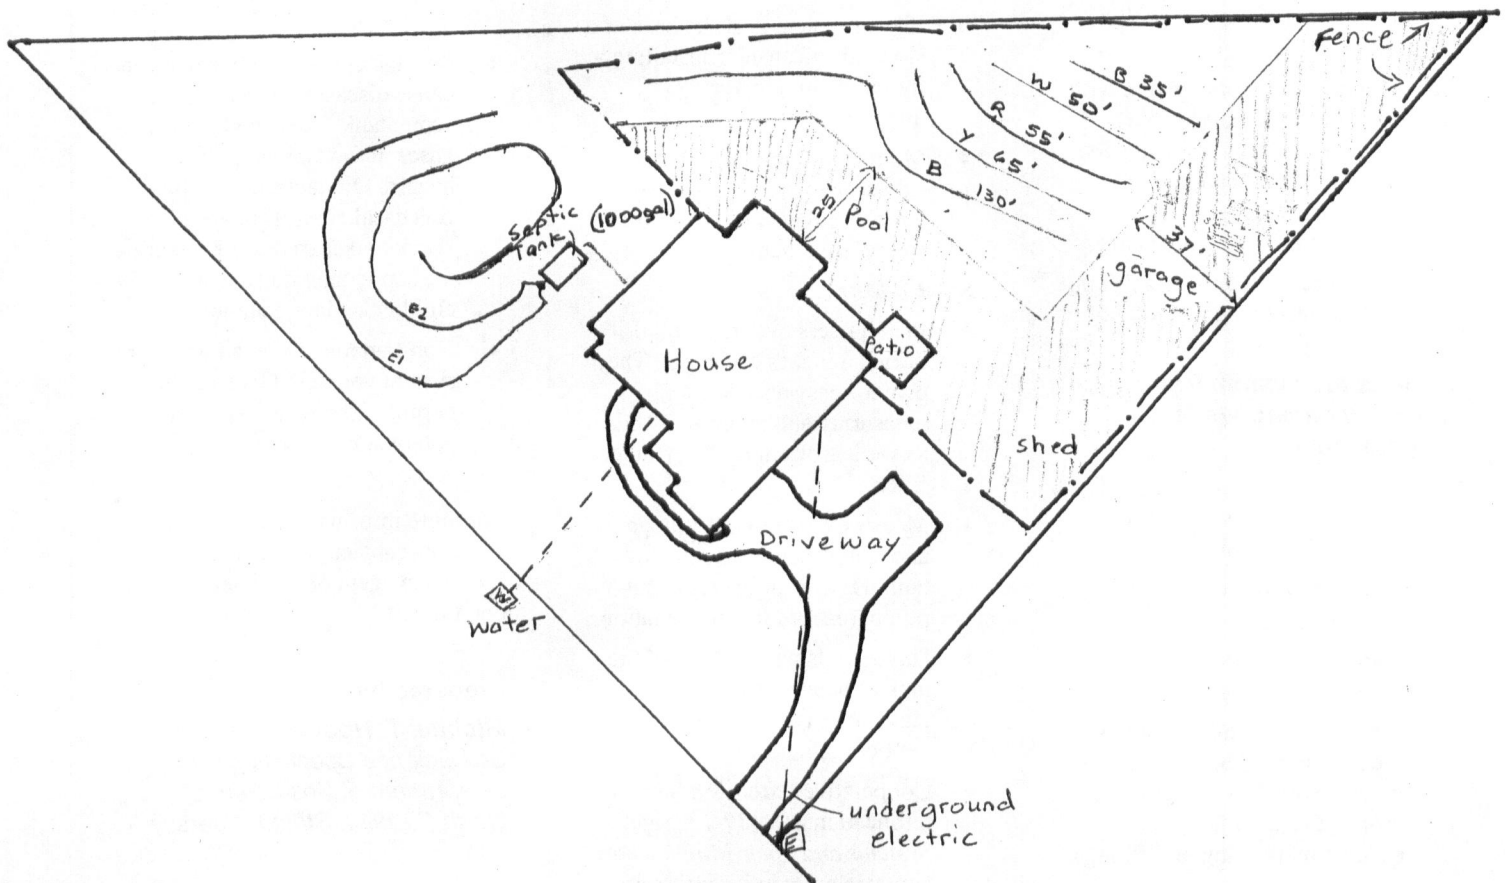 Fence
B 35'
W 50'
R 55'
Y 65'
B 130'
Septic
Tank
(1000gal)
25'
Pool
37'
garage
E2
E1
House
Patio
shed
Driveway
W
water
underground
electric
E